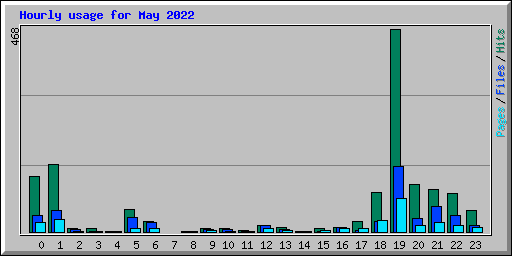 Hourly usage for May 2022
468
Pages/Files/Hits
0 1 2 3 4 5 6 7 8 9 10 11 12 13 14 15 16 17 18 19 20 21 22 23